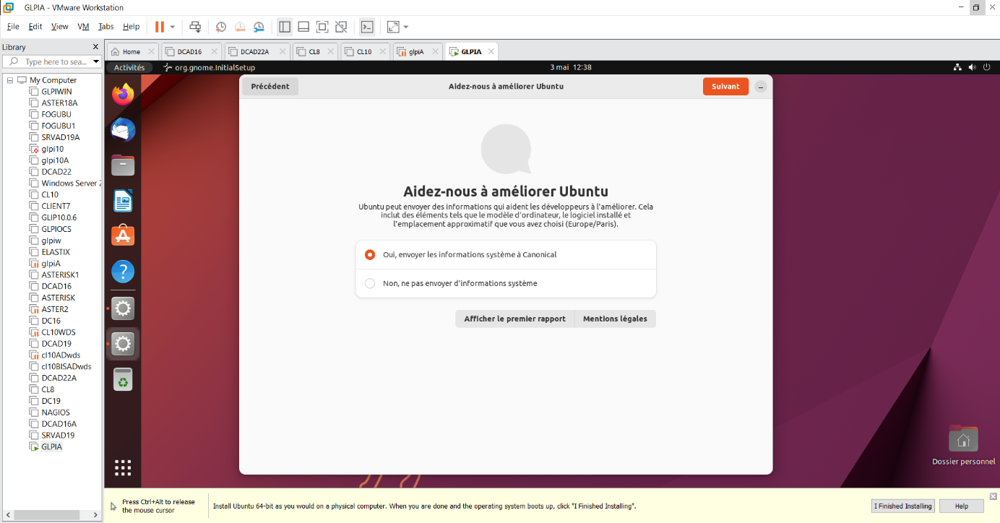 GLPIA - VMware Workstation
File Edit View VM Tabs Help
Library
Type here to sea...
My Computer
GLPIWIN
ASTER18A
FOGUBU
FOGUBU1
SRVAD19A
glpi10
glpi10A
DCAD22
Windows Server 2
CL10
CLIENT7
GLIP10.0.6
GLPIOCS
glpiw
ELASTIX
glpiA
ASTERISK1
DCAD16
ASTERISK
ASTER2
DC16
CL10WDS
DCAD19
cl10ADwds
cl10BISADwds
DCAD22A
CL8
DC19
NAGIOS
DCAD16A
SRVAD19
GLPIA
Home DCAD16 DCAD22A CL8 CL10 glpiA GLPIA
Activités org.gnome.InitialSetup 3 mai 12:38
Précédent Aidez-nous à améliorer Ubuntu Suivant
Aidez-nous à améliorer Ubuntu
Ubuntu peut envoyer des informations qui aident les développeurs à l'améliorer. Cela
inclut des éléments tels que le modèle d'ordinateur, le logiciel installé et
l'emplacement approximatif que vous avez choisi (Europe/Paris).
Oui, envoyer les informations système à Canonical
Non, ne pas envoyer d'informations système
Afficher le premier rapport Mentions légales
Dossier personnel
Press Ctrl+Alt to release
the mouse cursor
Install Ubuntu 64-bit as you would on a physical computer. When you are done and the operating system boots up, click "I Finished Installing".
I Finished Installing Help